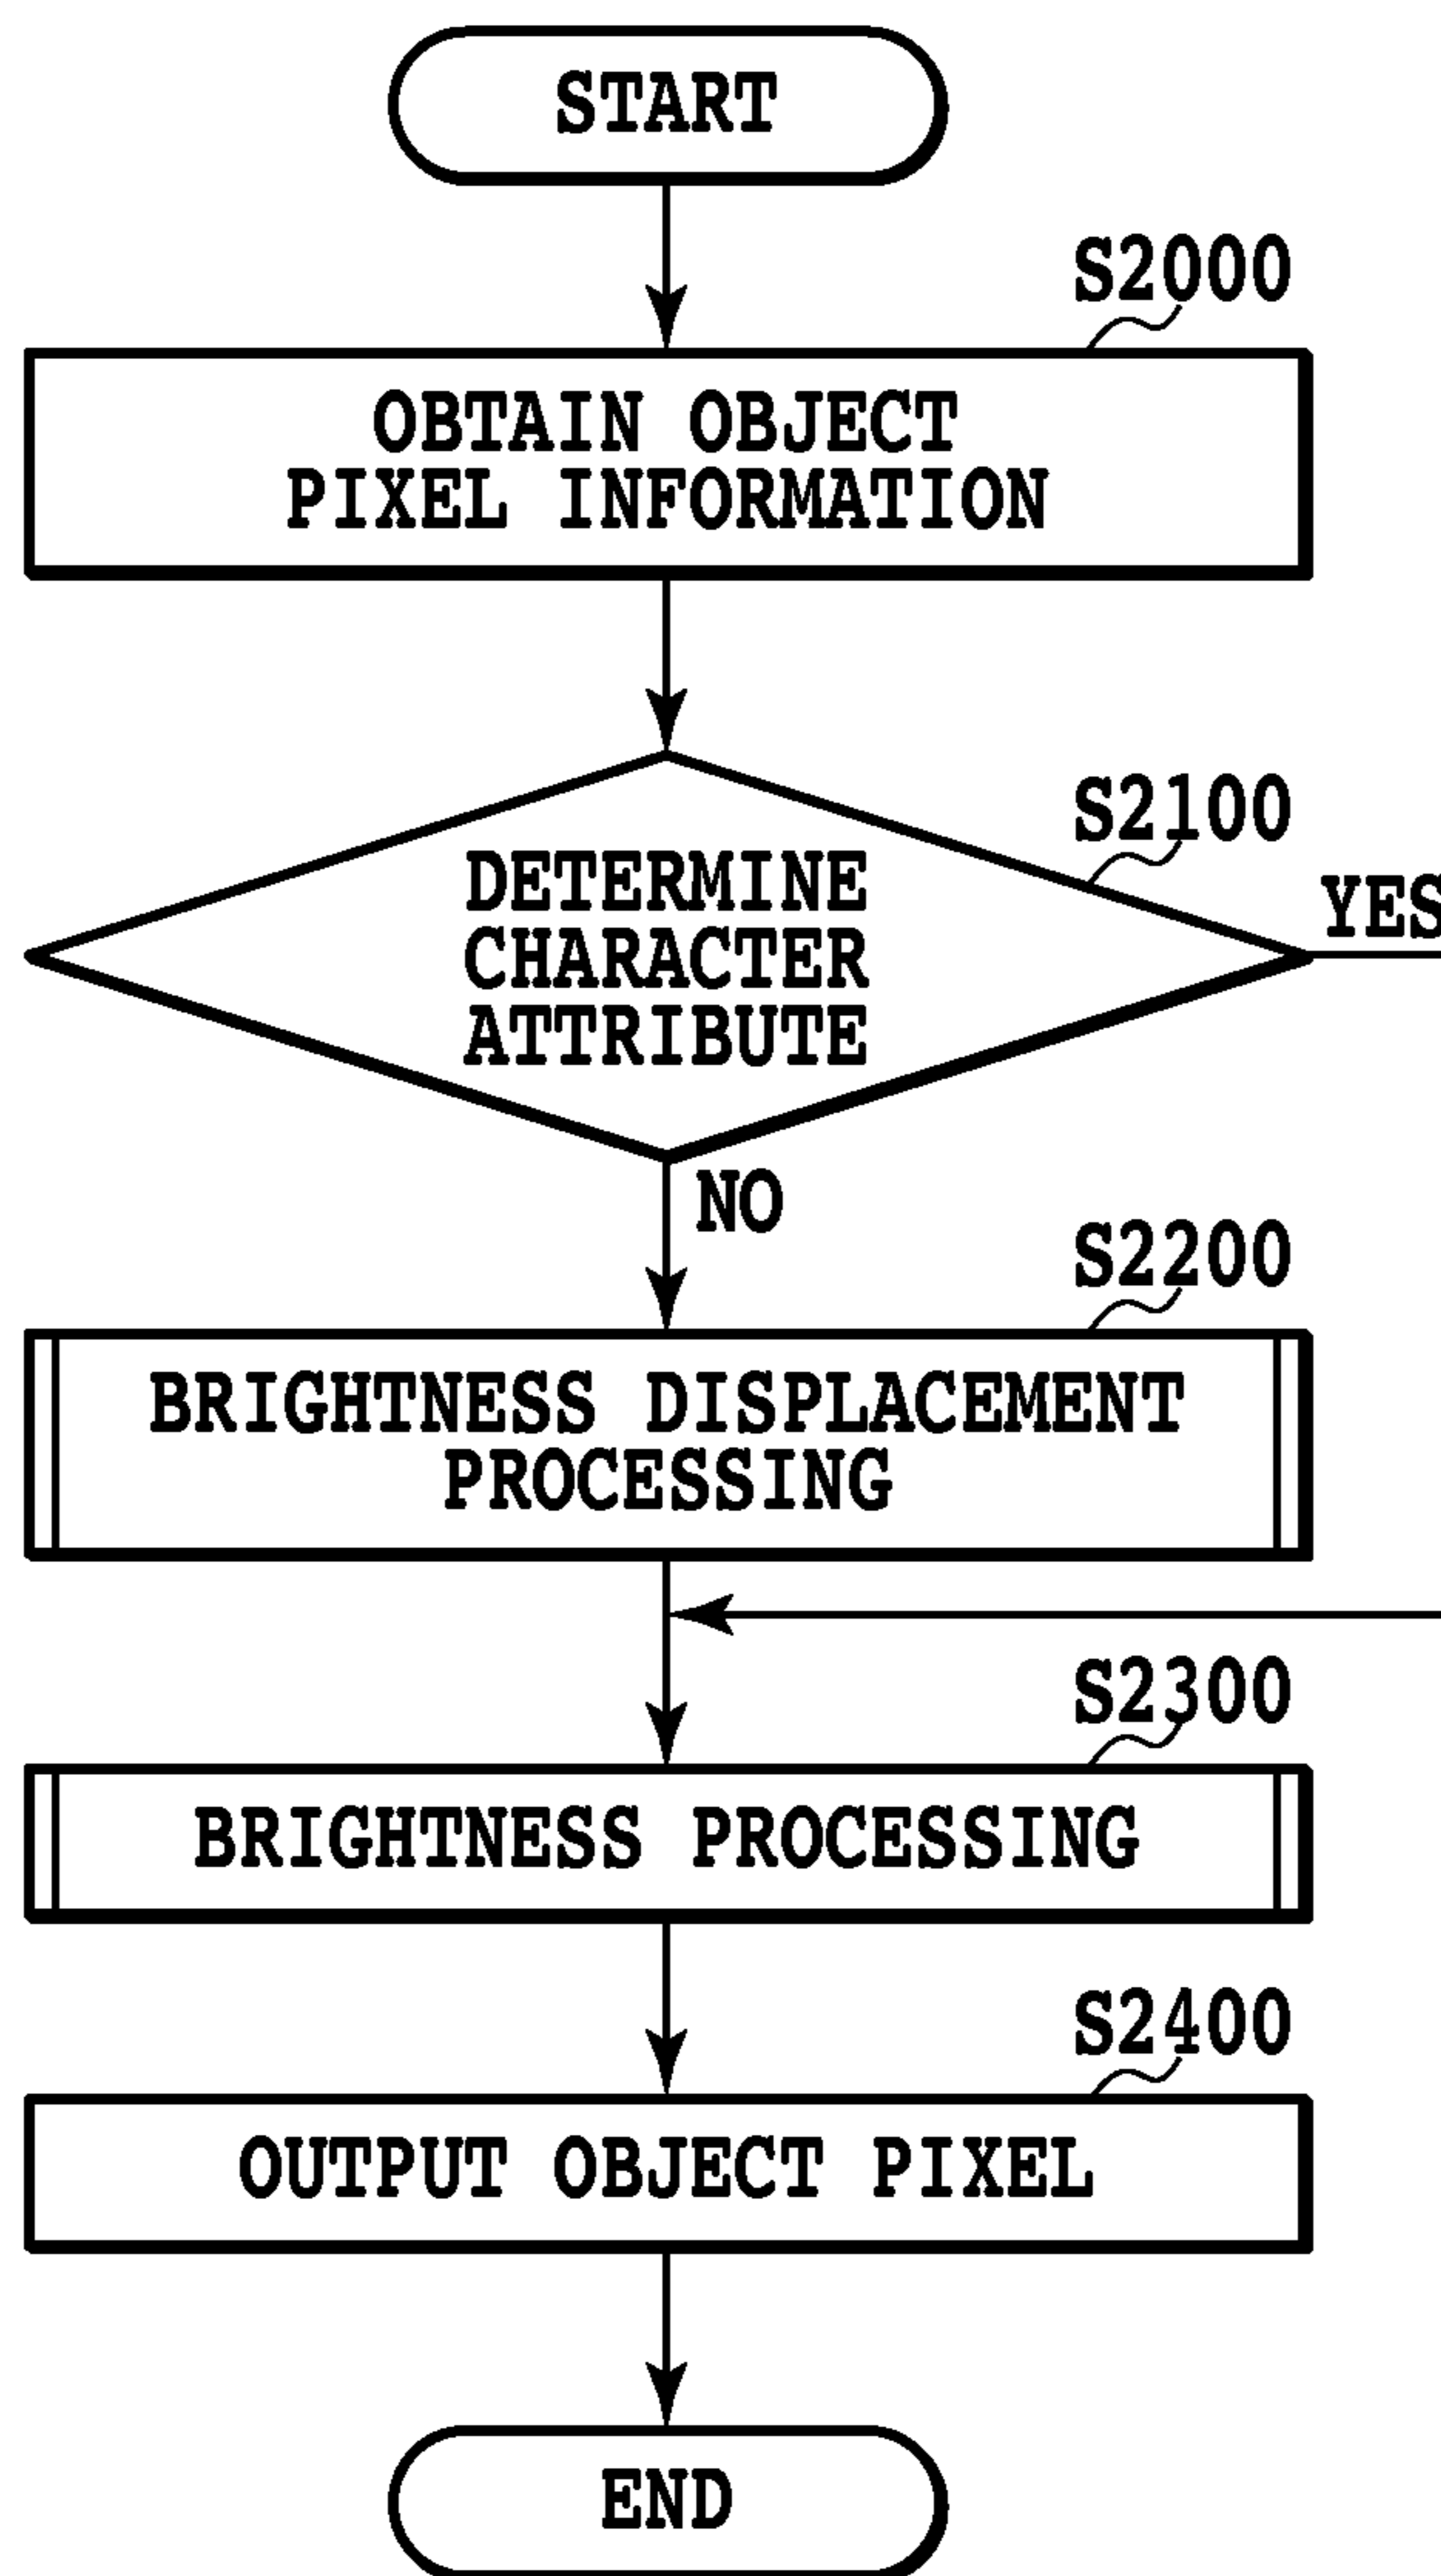 START
S2000
OBTAIN OBJECT
PIXEL INFORMATION
S2100
DETERMINE
CHARACTER
ATTRIBUTE
YES
NO
S2200
BRIGHTNESS DISPLACEMENT
PROCESSING
S2300
BRIGHTNESS PROCESSING
S2400
OUTPUT OBJECT PIXEL
END